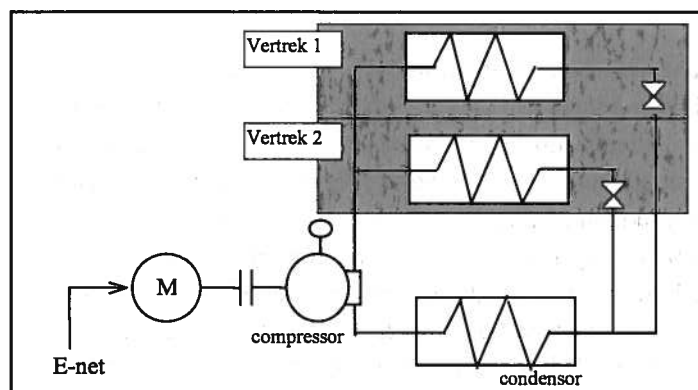 Vertrek 1
Vertrek 2
M
compressor
E-net
condensor